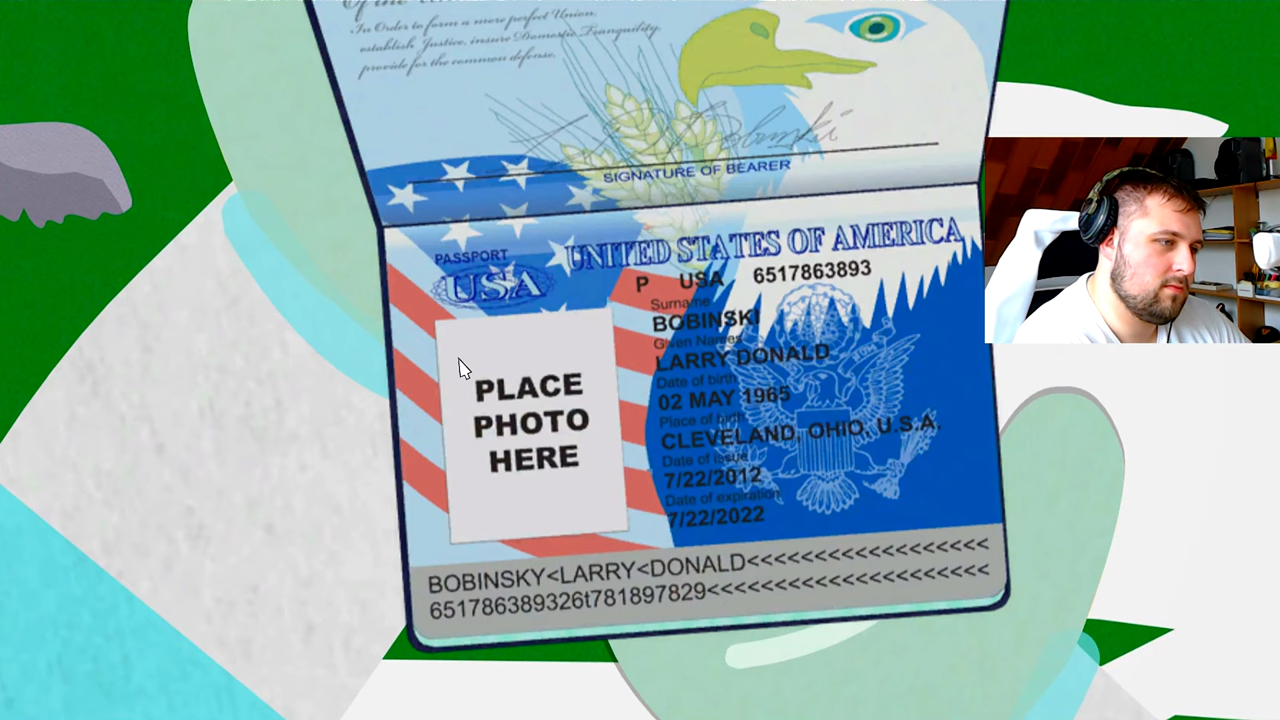 In Order to form a more perfect Union,
establish Justice, insure Domestic Tranquility,
provide for the common defense.
SIGNATURE OF BEARER
PASSPORT
USA
UNITED STATES OF AMERICA
P USA 6517863893
Surname
BOBINSKI
Given Names
LARRY DONALD
Date of birth
02 MAY 1965
Place of birth
CLEVELAND, OHIO, U.S.A.
Date of issue
7/22/2012
Date of expiration
7/22/2022
PLACE
PHOTO
HERE
BOBINSKY<LARRY<DONALD<<<<<<<<<<<<<<<<<<<
651786389326t781897829<<<<<<<<<<<<<<<<<<<<<